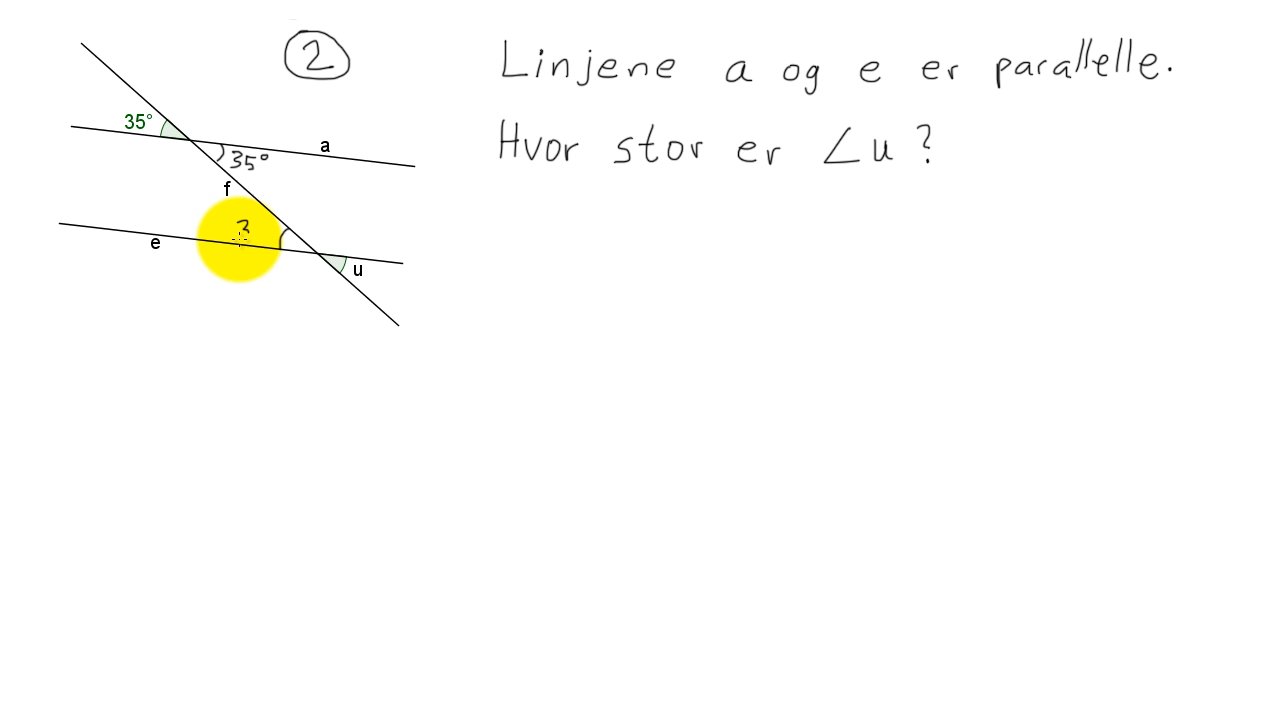 2
Linjene a og e er parallelle.
Hvor stor er ∠u?
35°
a
35°
f
3
e
u